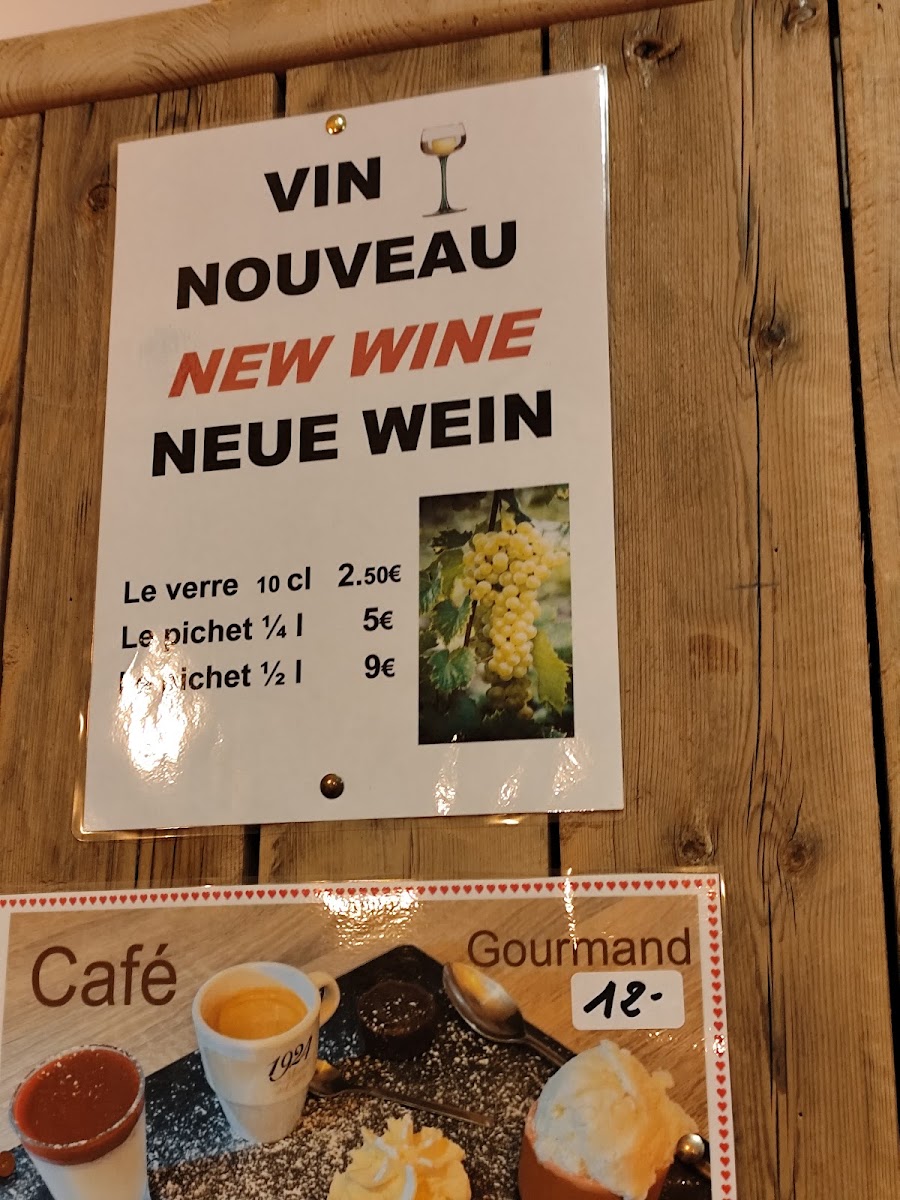 VIN
NOUVEAU
NEW WINE
NEUE WEIN
Le verre 10 cl 2.50€
Le pichet ¼ l 5€
Le pichet ½ l 9€
Café Gourmand
12-
1921